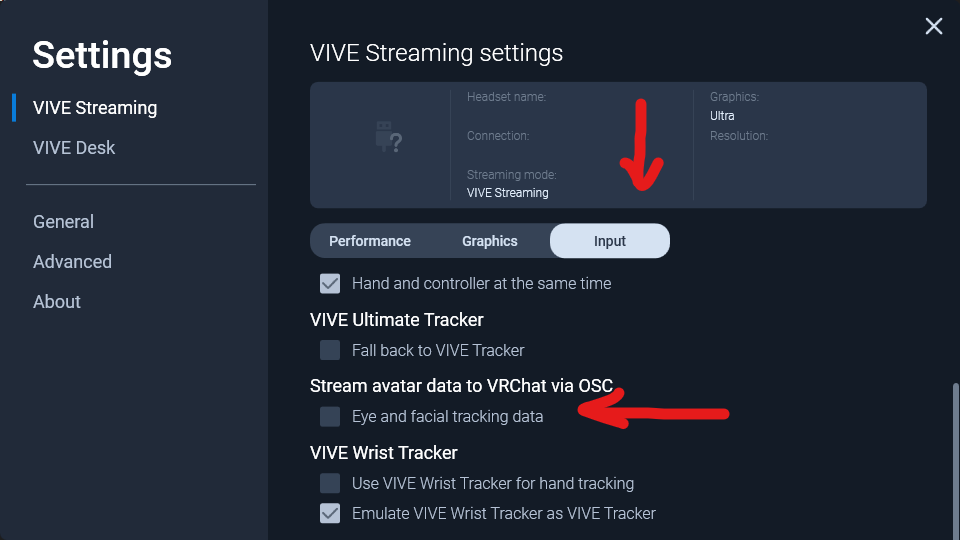 Settings
VIVE Streaming
VIVE Desk
General
Advanced
About
VIVE Streaming settings
Headset name:
Connection:
Streaming mode:
VIVE Streaming
Graphics:
Ultra
Resolution:
?
Performance Graphics Input
Hand and controller at the same time
VIVE Ultimate Tracker
Fall back to VIVE Tracker
Stream avatar data to VRChat via OSC
Eye and facial tracking data
VIVE Wrist Tracker
Use VIVE Wrist Tracker for hand tracking
Emulate VIVE Wrist Tracker as VIVE Tracker